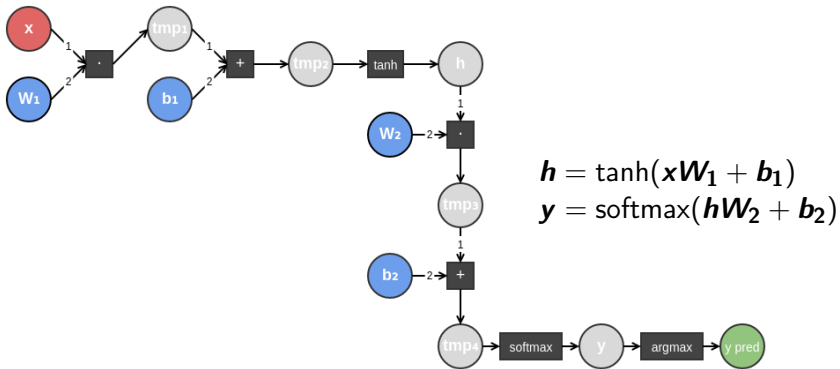 x
tmp₁
1
1
·
+
tmp₂
tanh
h
2
2
W₁
b₁
1
W₂
2
·
h = tanh(xW₁ + b₁)
y = softmax(hW₂ + b₂)
tmp₃
1
b₂
2
+
tmp₄
softmax
y
argmax
y pred